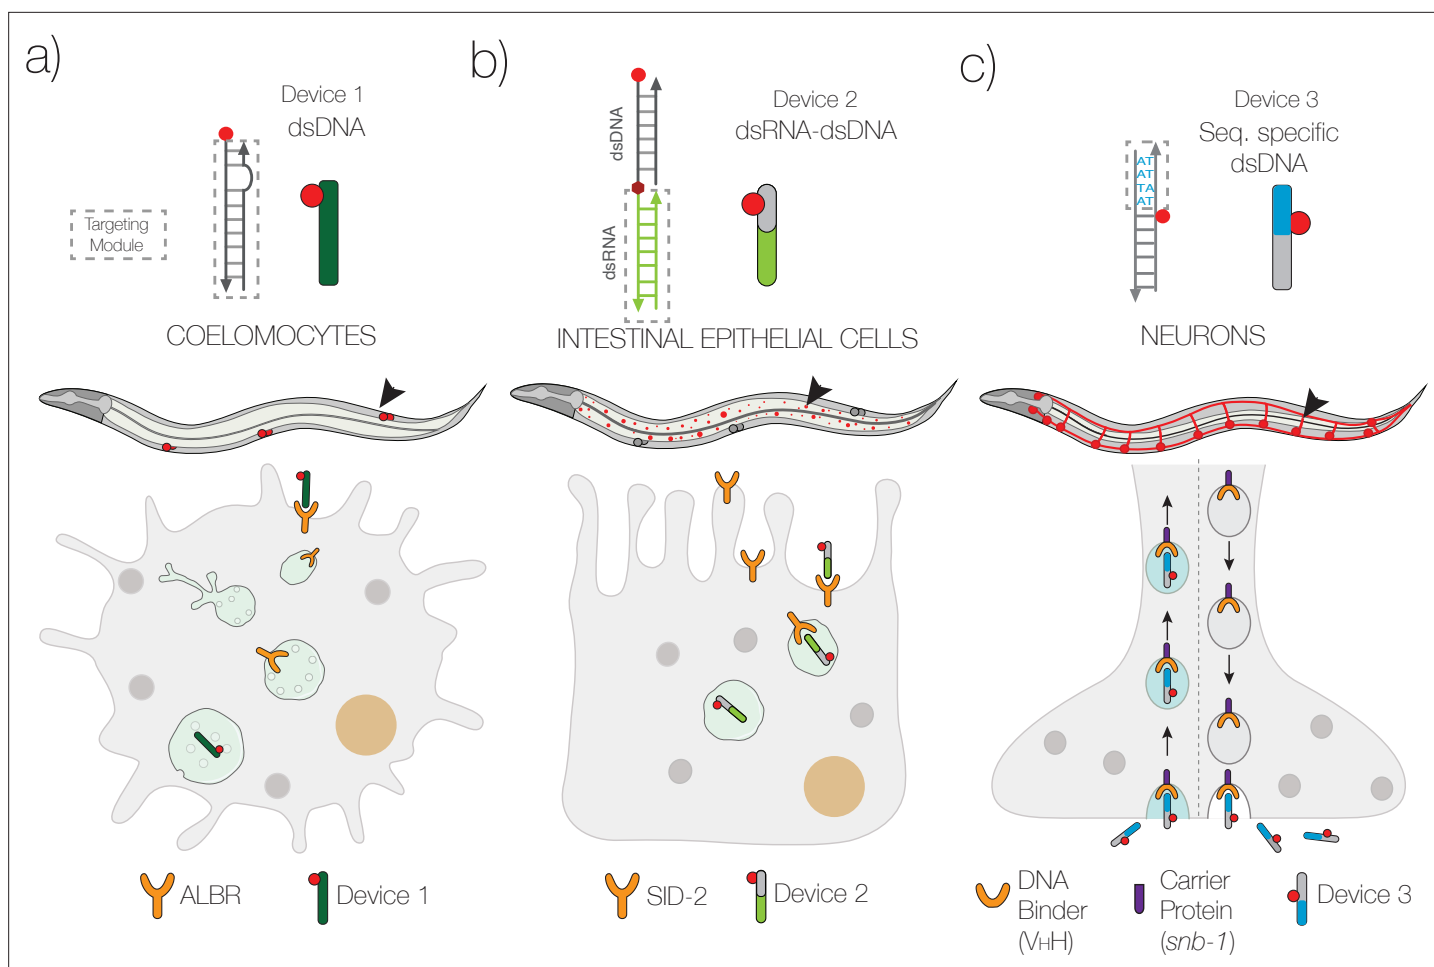 a)
Device 1
dsDNA
Targeting
Module
COELOMOCYTES
ALBR
Device 1
b)
dsDNA
dsRNA
Device 2
dsRNA-dsDNA
INTESTINAL EPITHELIAL CELLS
SID-2
Device 2
c)
Device 3
Seq. specific
dsDNA
AT
AT
TA
AT
NEURONS
DNA
Binder
(VHH)
Carrier
Protein
(snb-1)
Device 3